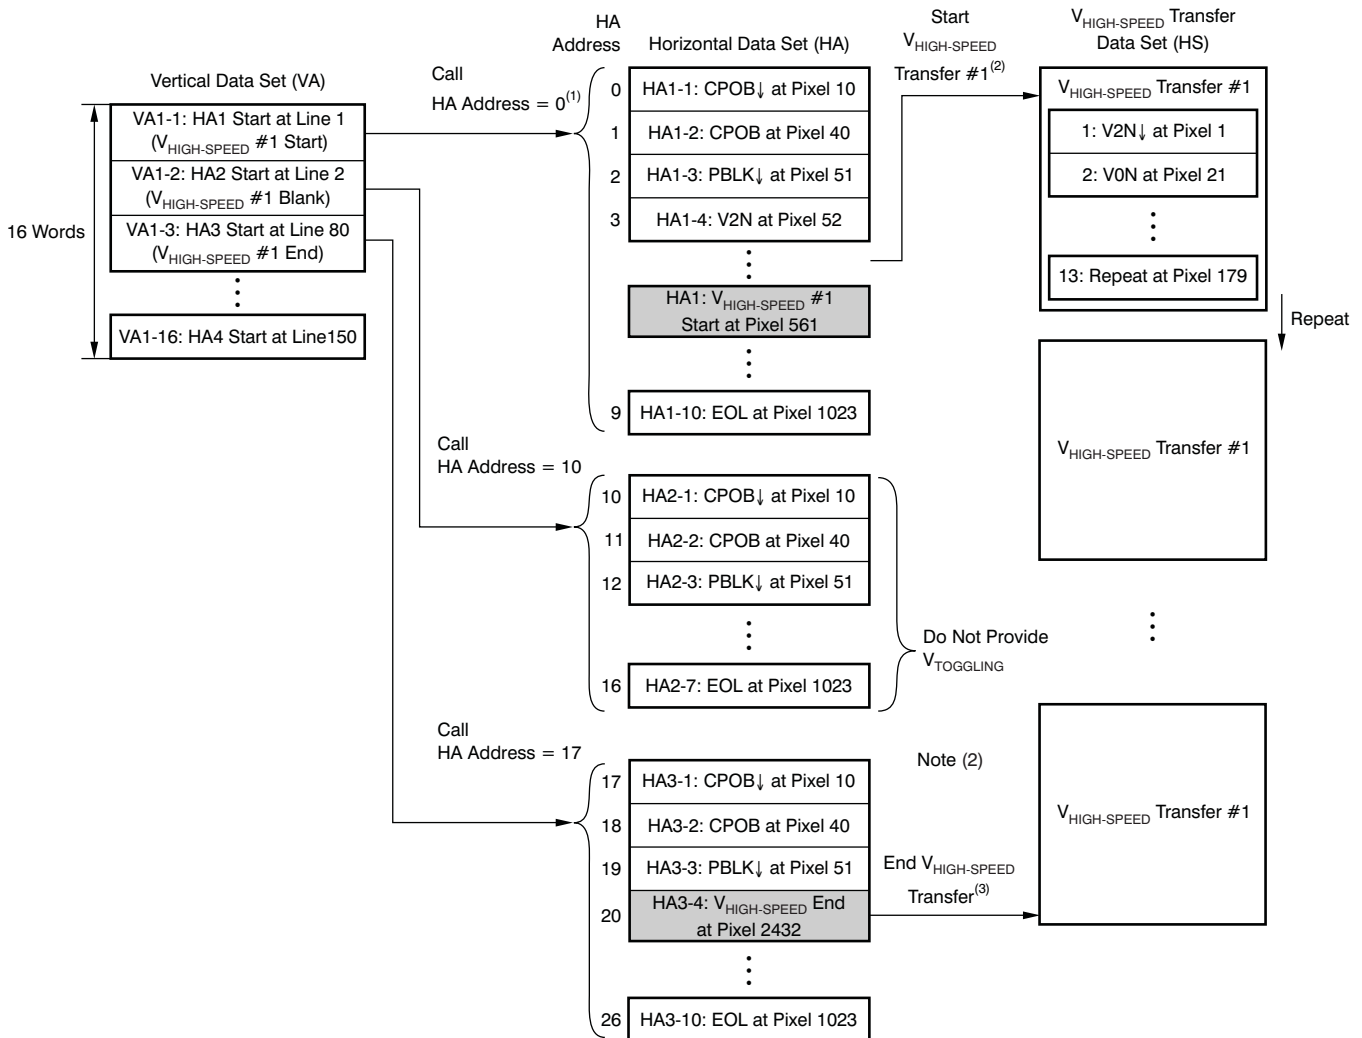 Vertical Data Set (VA)
16 Words
VA1-1: HA1 Start at Line 1
(VHIGH-SPEED #1 Start)
VA1-2: HA2 Start at Line 2
(VHIGH-SPEED #1 Blank)
VA1-3: HA3 Start at Line 80
(VHIGH-SPEED #1 End)
VA1-16: HA4 Start at Line150
Call
HA Address = 0(1)
HA
Address
Horizontal Data Set (HA)
0
HA1-1: CPOB↓ at Pixel 10
1
HA1-2: CPOB at Pixel 40
2
HA1-3: PBLK↓ at Pixel 51
3
HA1-4: V2N at Pixel 52
HA1: VHIGH-SPEED #1
Start at Pixel 561
9
HA1-10: EOL at Pixel 1023
Call
HA Address = 10
10
HA2-1: CPOB↓ at Pixel 10
11
HA2-2: CPOB at Pixel 40
12
HA2-3: PBLK↓ at Pixel 51
16
HA2-7: EOL at Pixel 1023
Do Not Provide
VTOGGLING
Call
HA Address = 17
17
HA3-1: CPOB↓ at Pixel 10
18
HA3-2: CPOB at Pixel 40
19
HA3-3: PBLK↓ at Pixel 51
20
HA3-4: VHIGH-SPEED End
at Pixel 2432
26
HA3-10: EOL at Pixel 1023
Start
VHIGH-SPEED
Transfer #1(2)
VHIGH-SPEED Transfer
Data Set (HS)
VHIGH-SPEED Transfer #1
1: V2N↓ at Pixel 1
2: V0N at Pixel 21
13: Repeat at Pixel 179
Repeat
VHIGH-SPEED Transfer #1
Note (2)
End VHIGH-SPEED
Transfer(3)
VHIGH-SPEED Transfer #1